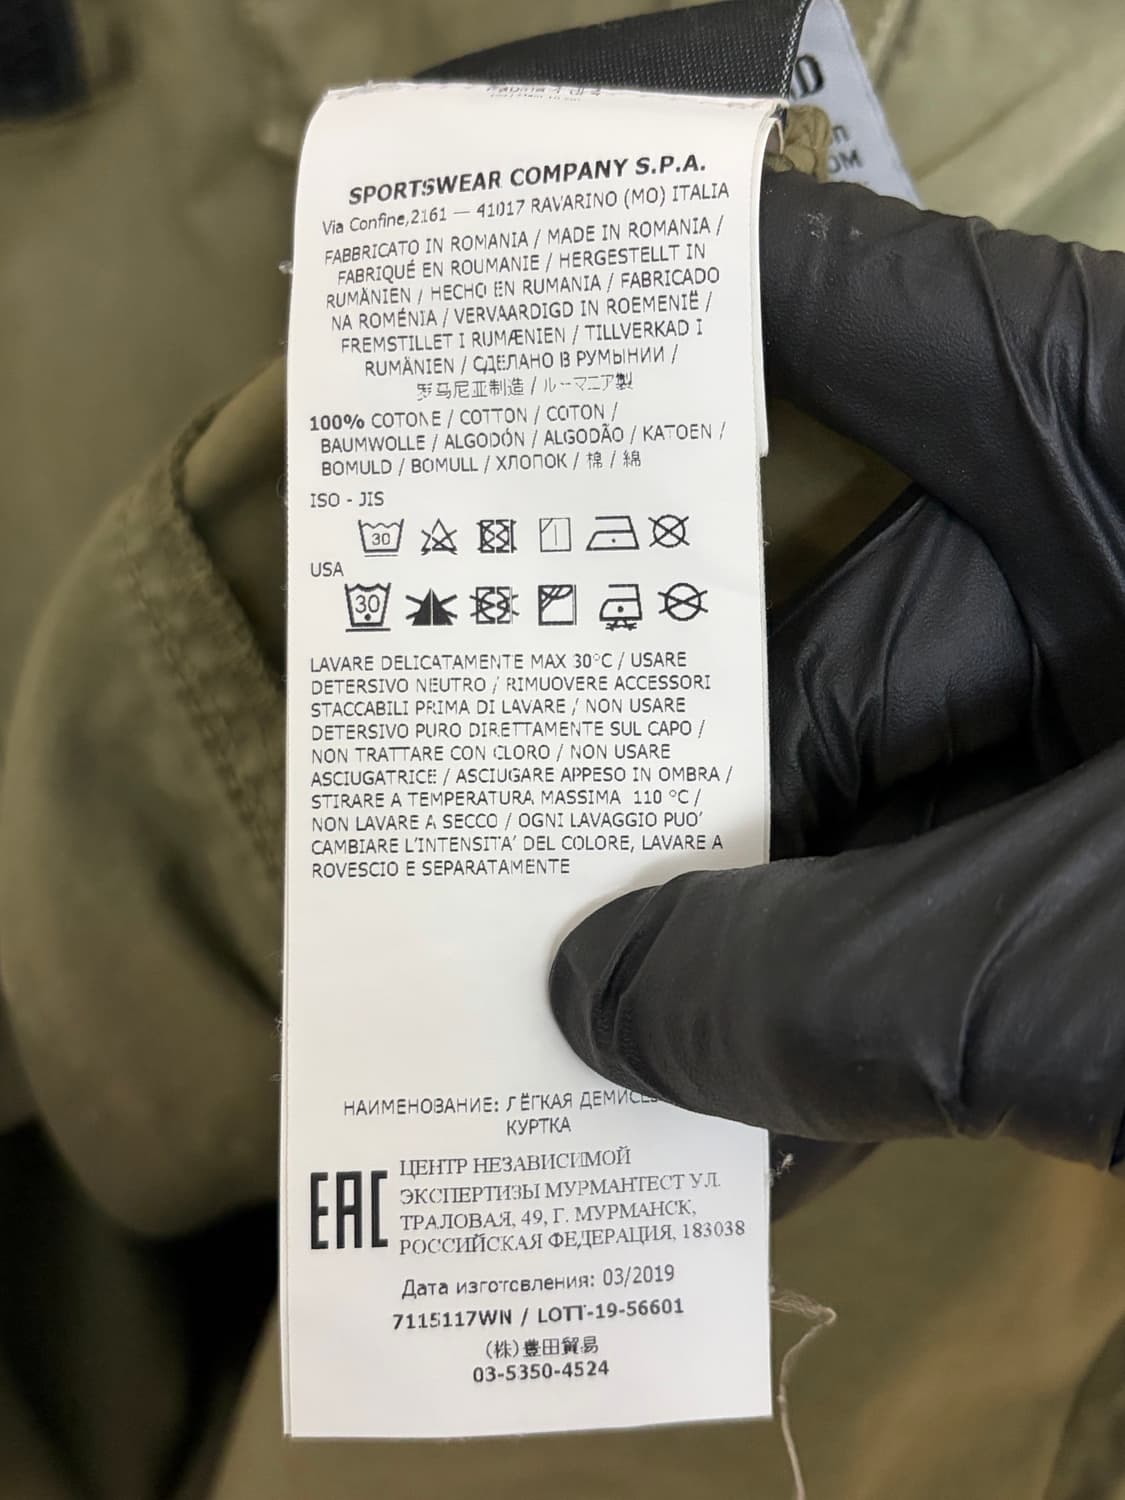 D
m
OM
SPORTSWEAR COMPANY S.P.A.
Via Confine,2161 — 41017 RAVARINO (MO) ITALIA
FABBRICATO IN ROMANIA / MADE IN ROMANIA /
FABRIQUÉ EN ROUMANIE / HERGESTELLT IN
RUMÄNIEN / HECHO EN RUMANIA / FABRICADO
NA ROMÉNIA / VERVAARDIGD IN ROEMENIË /
FREMSTILLET I RUMÆNIEN / TILLVERKAD I
RUMÄNIEN / СДЕЛАНО В РУМЫНИИ /
罗马尼亚制造 / ルーマニア製
100% COTONE / COTTON / COTON /
BAUMWOLLE / ALGODÓN / ALGODÃO / KATOEN /
BOMULD / BOMULL / ХЛОПОК / 棉 / 綿
ISO - JIS
30
USA
30
LAVARE DELICATAMENTE MAX 30°C / USARE
DETERSIVO NEUTRO / RIMUOVERE ACCESSORI
STACCABILI PRIMA DI LAVARE / NON USARE
DETERSIVO PURO DIRETTAMENTE SUL CAPO /
NON TRATTARE CON CLORO / NON USARE
ASCIUGATRICE / ASCIUGARE APPESO IN OMBRA /
STIRARE A TEMPERATURA MASSIMA 110 °C /
NON LAVARE A SECCO / OGNI LAVAGGIO PUO'
CAMBIARE L'INTENSITA' DEL COLORE, LAVARE A
ROVESCIO E SEPARATAMENTE
НАИМЕНОВАНИЕ: ЛЁГКАЯ ДЕМИСЕ
КУРТКА
EAC
ЦЕНТР НЕЗАВИСИМОЙ
ЭКСПЕРТИЗЫ МУРМАНТЕСТ УЛ.
ТРАЛОВАЯ, 49, Г. МУРМАНСК,
РОССИЙСКАЯ ФЕДЕРАЦИЯ, 183038
Дата изготовления: 03/2019
7115117WN / LOTT-19-56601
(株)豊田貿易
03-5350-4524